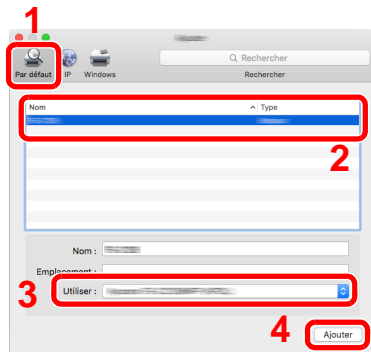 1
Rechercher
Par défaut IP Windows Rechercher
Nom Type
2
Nom :
Emplacement :
3 Utiliser :
4 Ajouter